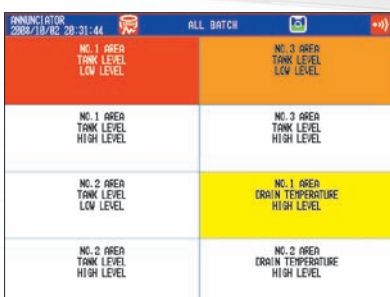 ANNUNCIATOR
2008/10/02 20:31:44
ALL BATCH
NO.1 AREA
TANK LEVEL
LOW LEVEL
NO.3 AREA
TANK LEVEL
LOW LEVEL
NO.1 AREA
TANK LEVEL
HIGH LEVEL
NO.3 AREA
TANK LEVEL
HIGH LEVEL
NO.2 AREA
TANK LEVEL
LOW LEVEL
NO.1 AREA
DRAIN TEMPERATURE
HIGH LEVEL
NO.2 AREA
TANK LEVEL
HIGH LEVEL
NO.2 AREA
DRAIN TEMPERATURE
HIGH LEVEL